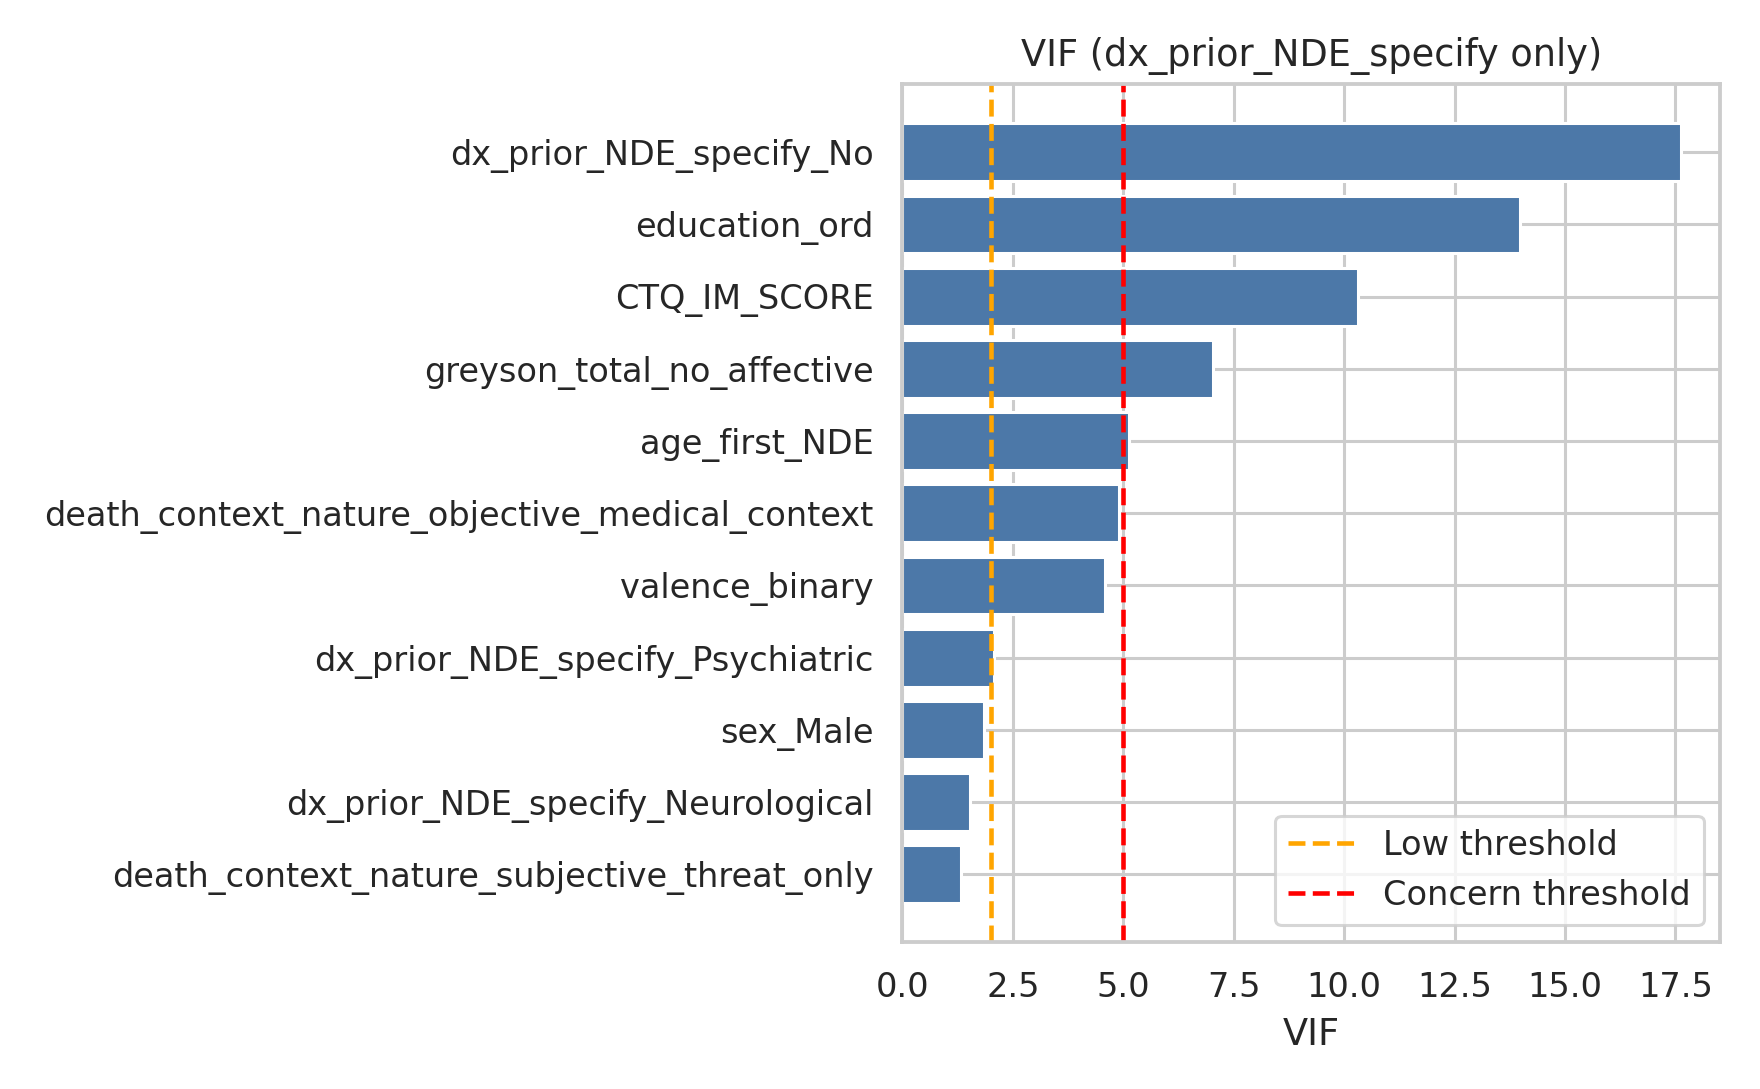 VIF (dx_prior_NDE_specify only)
dx_prior_NDE_specify_No
education_ord
CTQ_IM_SCORE
greyson_total_no_affective
age_first_NDE
death_context_nature_objective_medical_context
valence_binary
dx_prior_NDE_specify_Psychiatric
sex_Male
dx_prior_NDE_specify_Neurological
death_context_nature_subjective_threat_only
Low threshold
Concern threshold
0.0 2.5 5.0 7.5 10.0 12.5 15.0 17.5
VIF